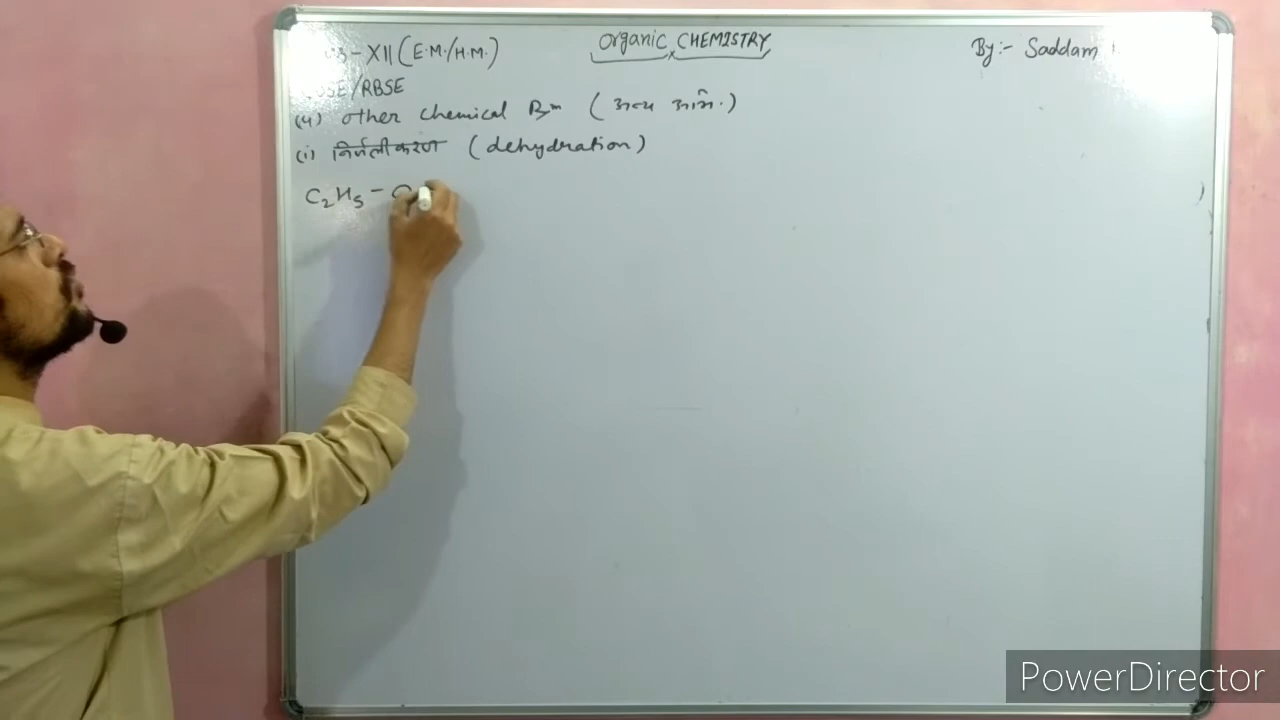 -XII (E.M./H.M.)
Organic CHEMISTRY
By:- Saddam
/RBSE
(4) other chemical Rxn (अन्य अभि.)
(i) निर्जलीकरण (dehydration)
C₂H₅-
PowerDirector